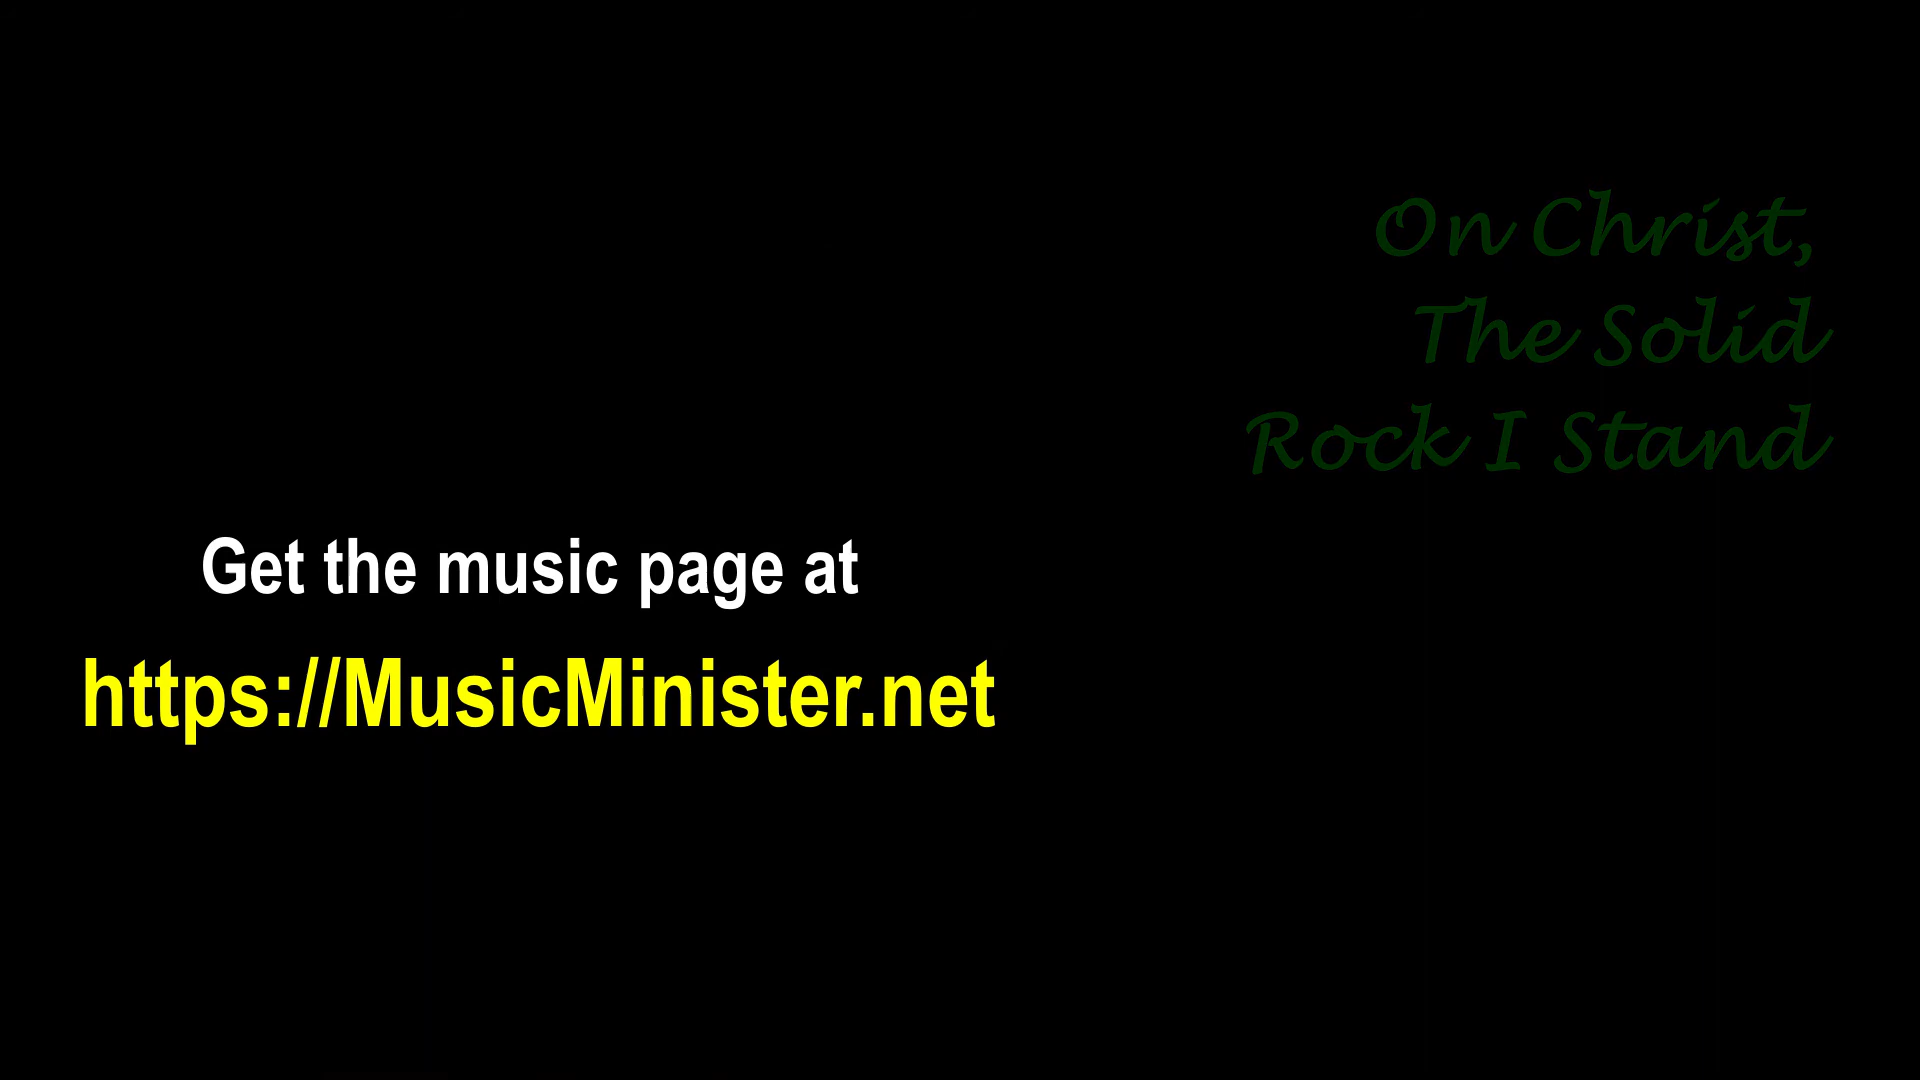 On Christ,
The Solid
Rock I Stand
Get the music page at
https://MusicMinister.net